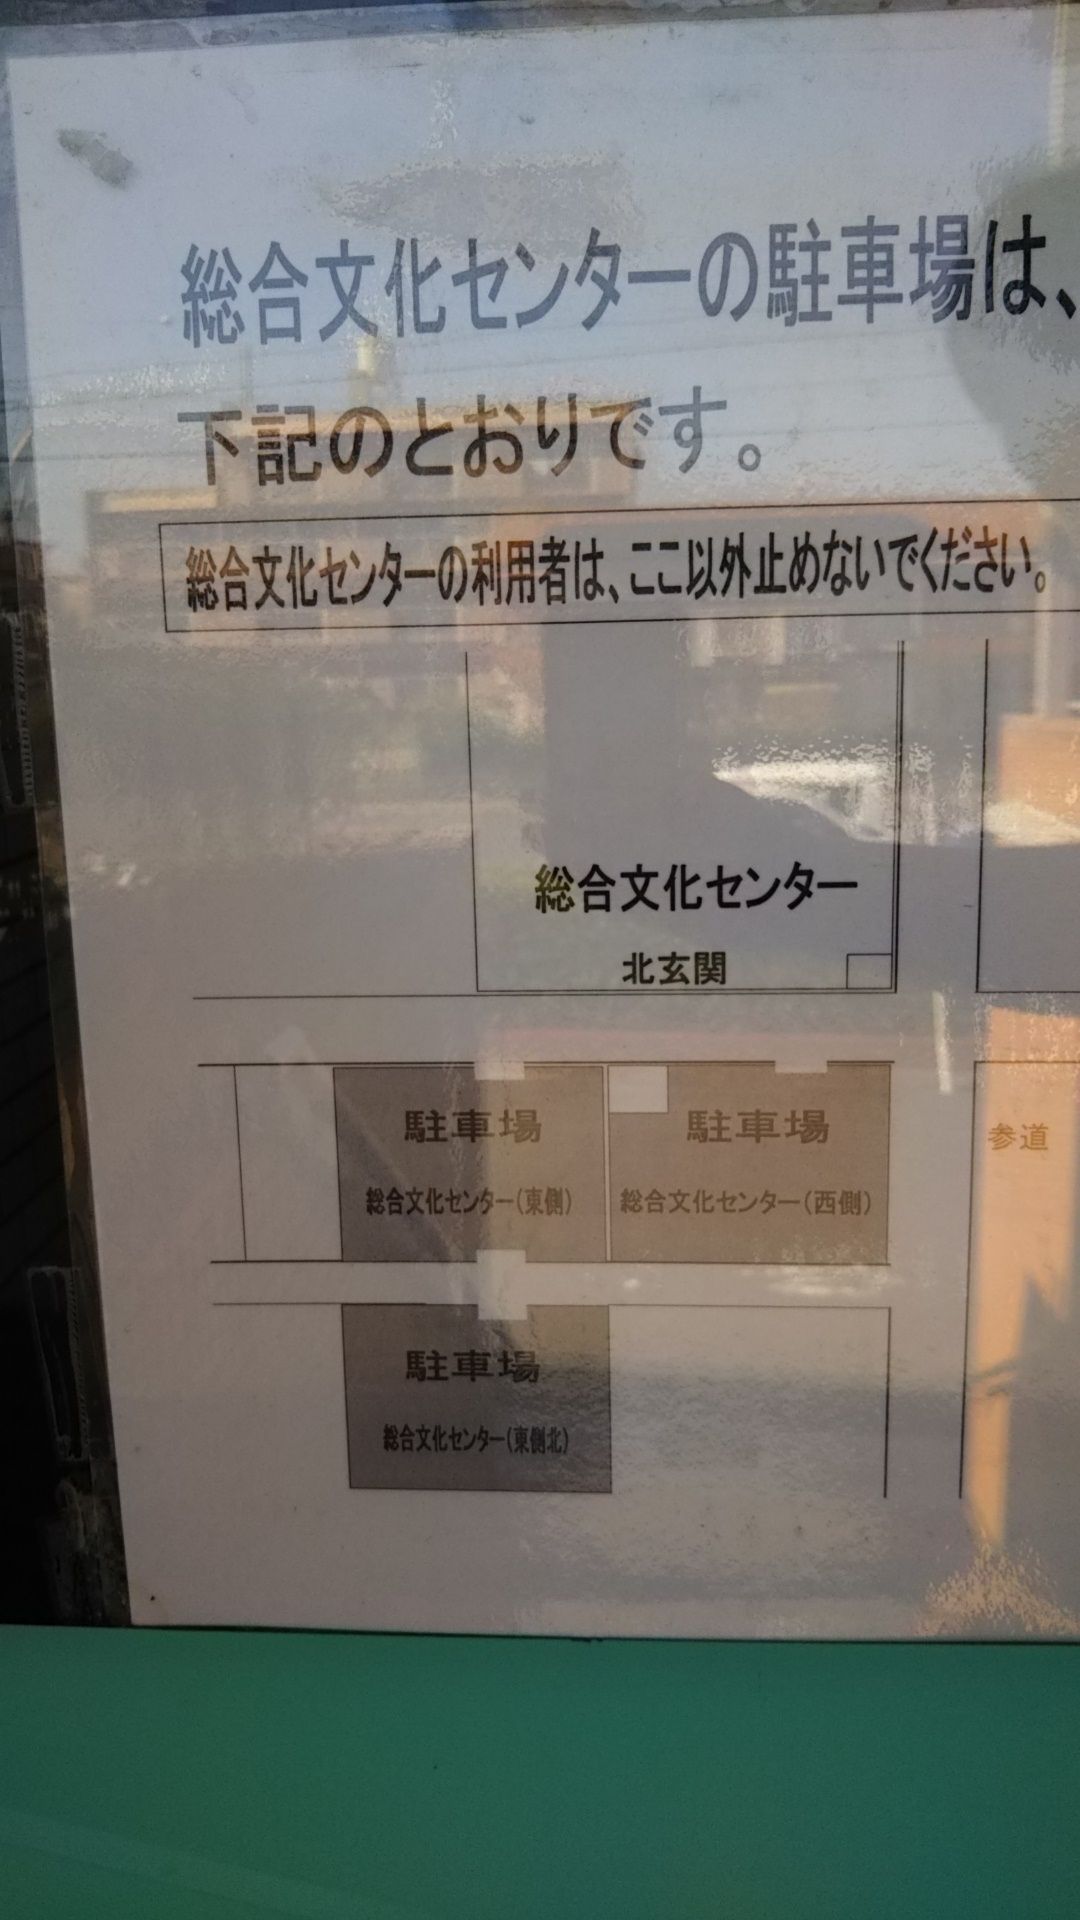 総合文化センターの駐車場は、
下記のとおりです。
総合文化センターの利用者は、ここ以外止めないでください。
総合文化センター
北玄関
駐車場
総合文化センター(東側)
駐車場
総合文化センター(西側)
参道
駐車場
総合文化センター(東側北)